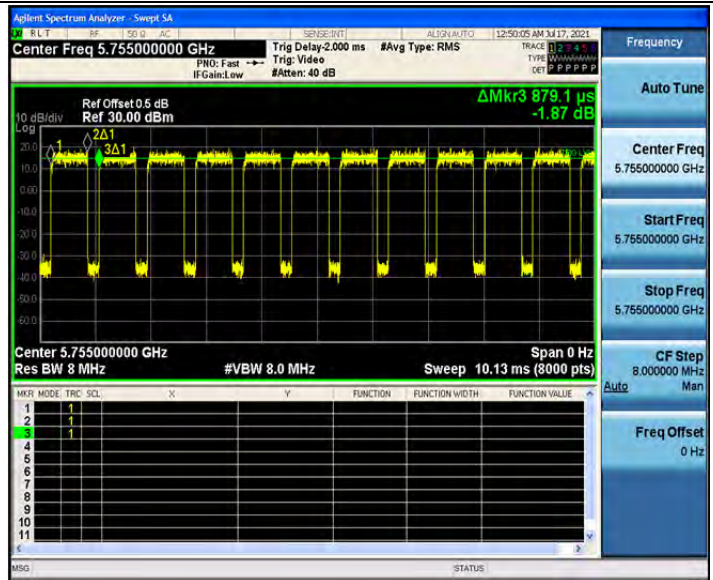 Agilent Spectrum Analyzer - Swept SA
RLT RF 50 Ω AC SENSE:INT ALIGN AUTO 12:50:05 AM Jul 17, 2021
Center Freq 5.755000000 GHz
PNO: Fast
IFGain:Low
Trig Delay-2.000 ms
Trig: Video
#Atten: 40 dB
#Avg Type: RMS
TRACE 1 2 3 4 5 6
TYPE
DET P P P P P P
Frequency
Auto Tune
Center Freq
5.755000000 GHz
Start Freq
5.755000000 GHz
Stop Freq
5.755000000 GHz
CF Step
8.000000 MHz
Auto Man
Freq Offset
0 Hz
ΔMkr3 879.1 µs
-1.87 dB
Ref Offset 0.5 dB
10 dB/div Ref 30.00 dBm
Log
2Δ1
1
3Δ1
20.0
10.0
0.00
-10.0
-20.0
-30.0
-40.0
-50.0
-60.0
Center 5.755000000 GHz Span 0 Hz
Res BW 8 MHz #VBW 8.0 MHz Sweep 10.13 ms (8000 pts)
MKR MODE TRC SCL X Y FUNCTION FUNCTION WIDTH FUNCTION VALUE
1 1
2 1
3 1
4
5
6
7
8
9
10
11
MSG STATUS